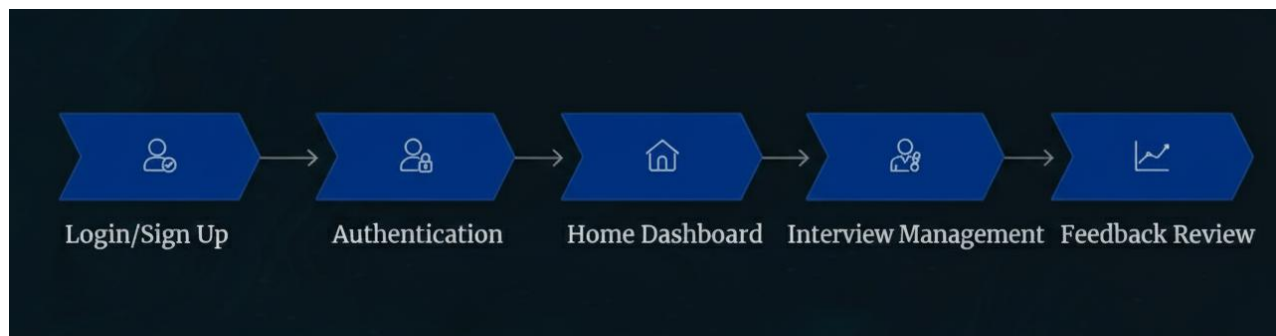 Login/Sign Up
Authentication
Home Dashboard
Interview Management
Feedback Review